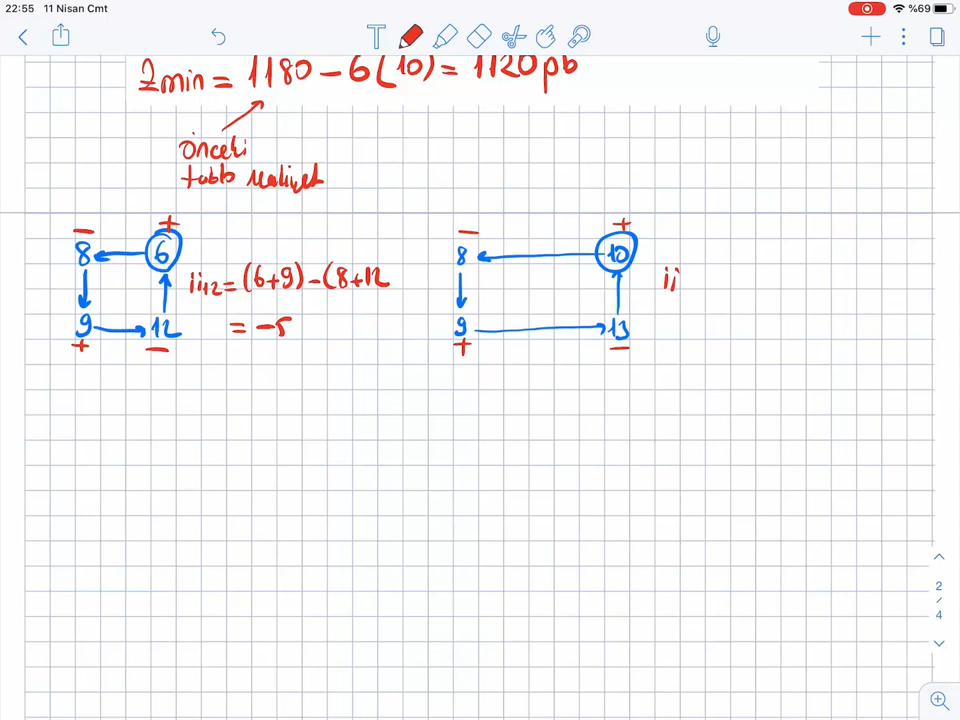 22:55 11 Nisan Cmt %69
Zmin = 1180 - 6(10) = 1120 pb
önceki
tablo maliyet
- + - +
8 6 8 10
ii12 = (6+9) - (8+12 ii
9 12 = -5 9 13
+ - + -
2
/
4